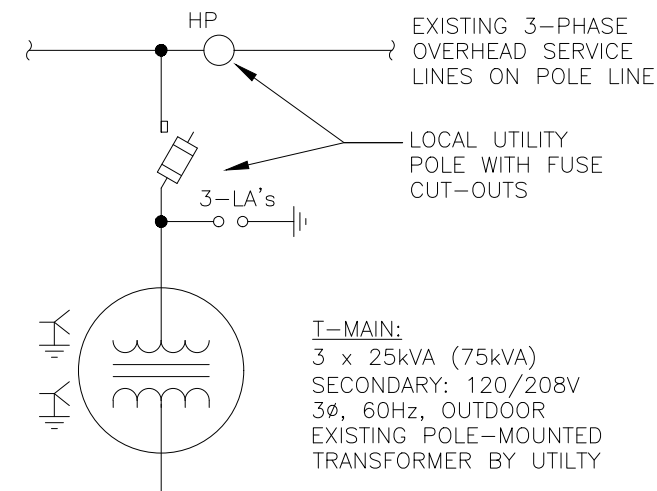 HP
EXISTING 3-PHASE
OVERHEAD SERVICE
LINES ON POLE LINE
LOCAL UTILITY
POLE WITH FUSE
CUT-OUTS
3-LA's
T-MAIN:
3 x 25kVA (75kVA)
SECONDARY: 120/208V
3ø, 60Hz, OUTDOOR
EXISTING POLE-MOUNTED
TRANSFORMER BY UTILTY